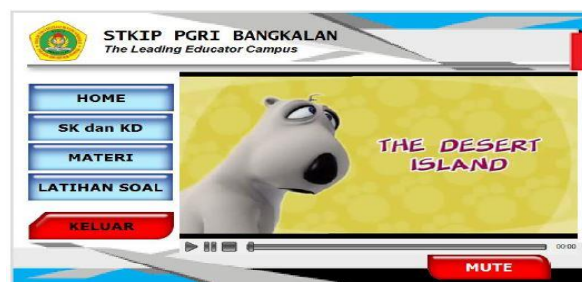 STKIP PGRI BANGKALAN
The Leading Educator Campus
HOME
SK dan KD
MATERI
LATIHAN SOAL
KELUAR
THE DESERT
ISLAND
00:00
MUTE